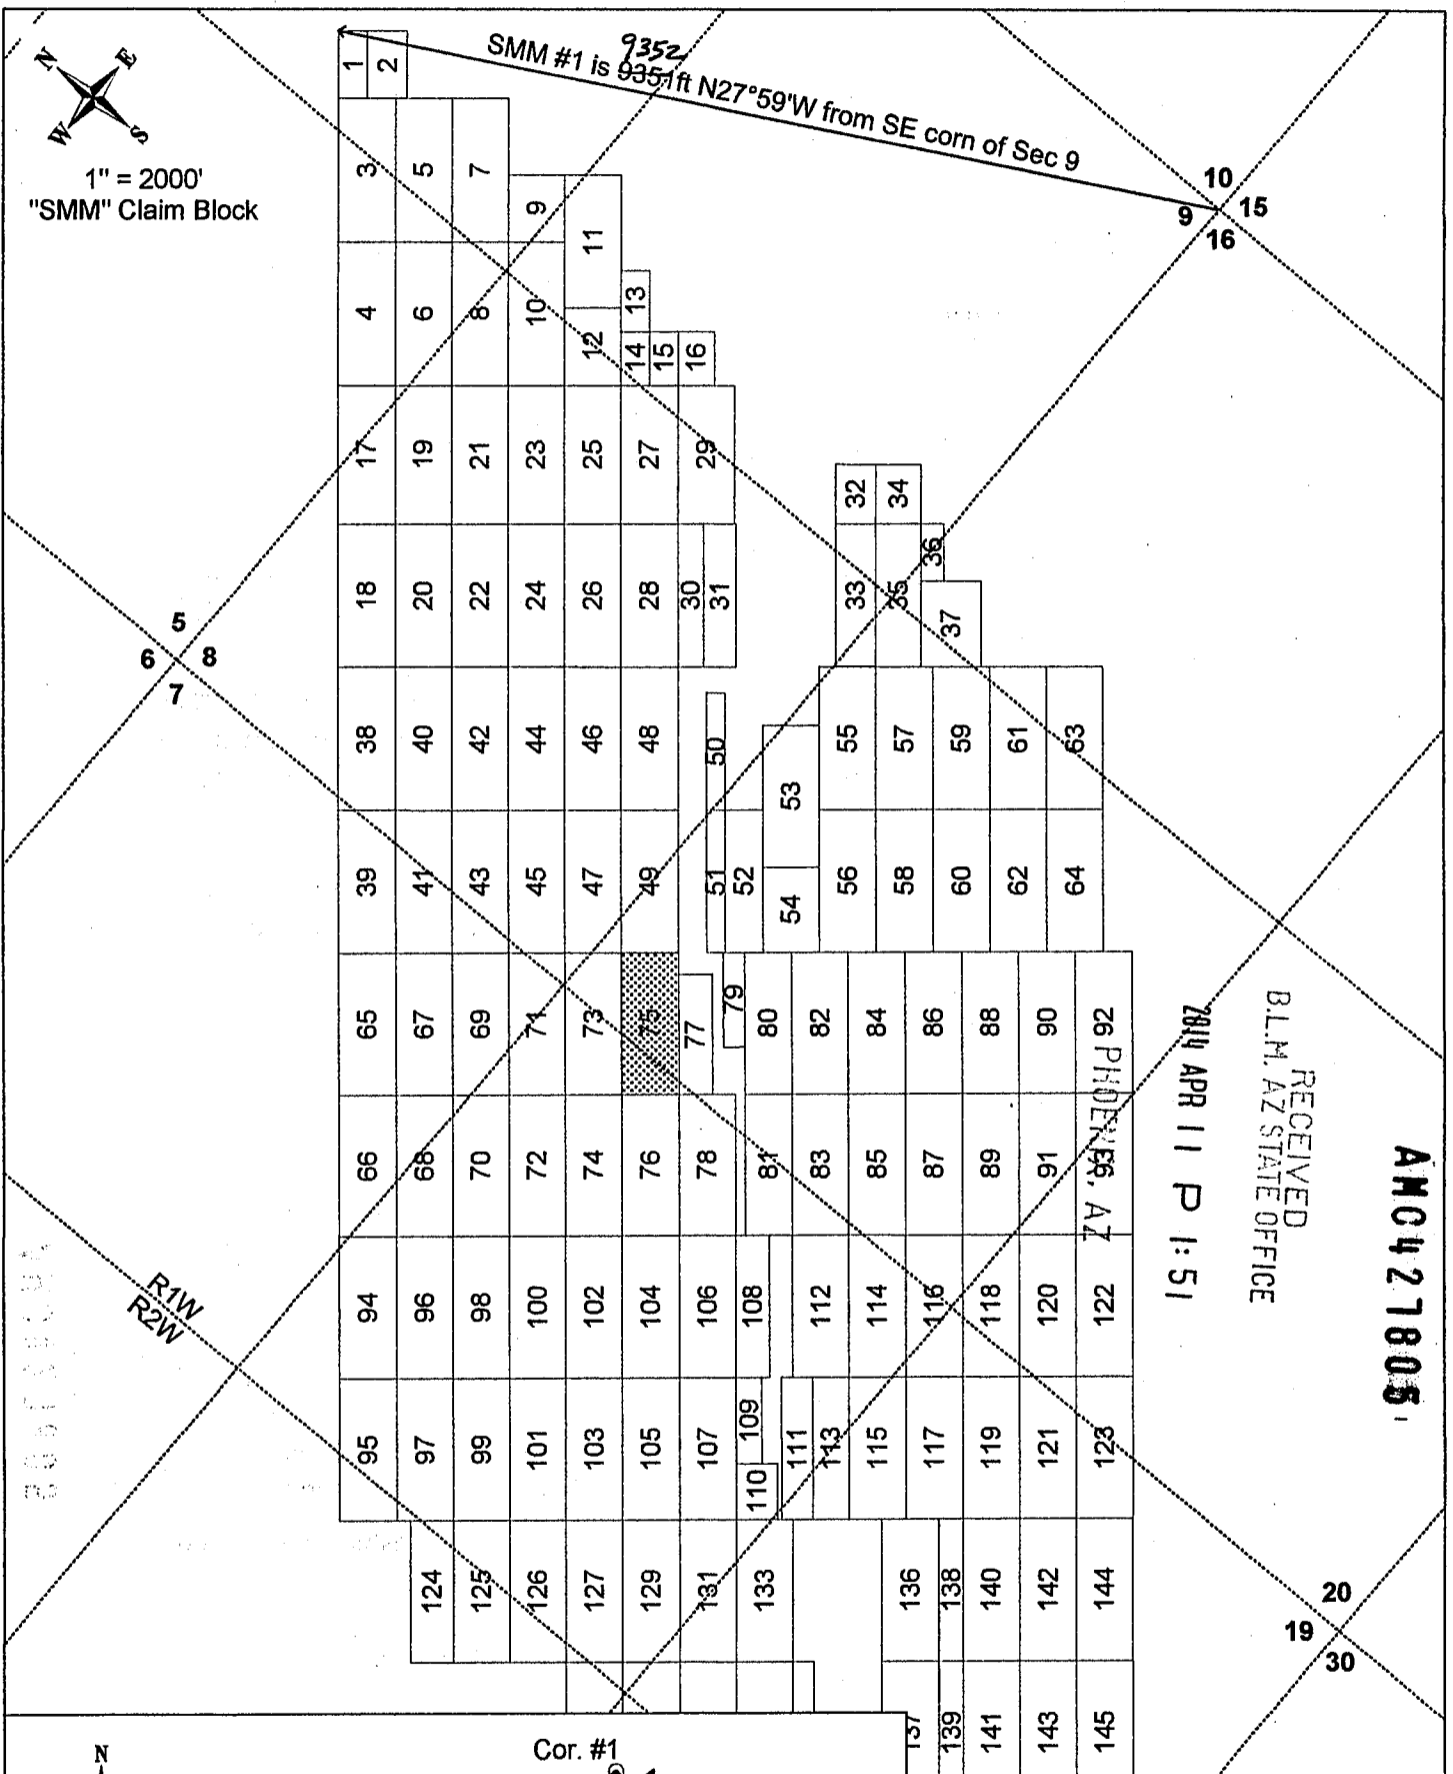 N E
W S
1" = 2000'
"SMM" Claim Block
9352
SMM #1 is 9351ft N27°59'W from SE corn of Sec 9
10
9 15
16
5
6 8
7
1 2
3 5 7
9 11
4 6 8 10 12
13
14 15 16
17 19 21 23 25 27 29
32 34
18 20 22 24 26 28 30 31
33 35 36 37
38 40 42 44 46 48 50
53 55 57 59 61 63
39 41 43 45 47 49 51 52
54 56 58 60 62 64
65 67 69 71 73 75 77 79 80 82 84 86 88 90 92
66 68 70 72 74 76 78 81 83 85 87 89 91 93
94 96 98 100 102 104 106 108 112 114 116 118 120 122
95 97 99 101 103 105 107 109 110 111 113 115 117 119 121 123
124 125 126 127 129 131 133 136 138 140 142 144
137 139 141 143 145
R1W
R2W
20
19
30
RECEIVED
B.L.M. AZ STATE OFFICE
2014 APR 11 P 1:51
PHOENIX, AZ
AMC427805
N
Cor. #1